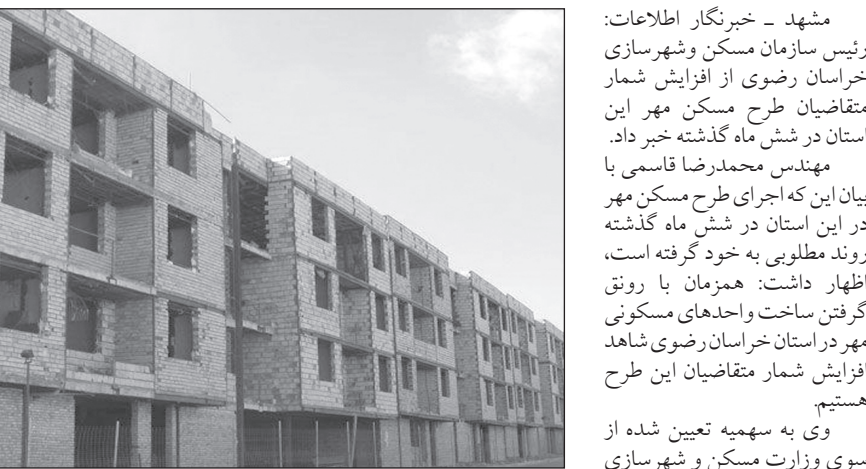 مشهد ـ خبرنگار اطلاعات:
رئیس سازمان مسکن وشهرسازی
خراسان رضوی از افزایش شمار
متقاضیان طرح مسکن مهر این
استان در شش ماه گذشته خبر داد.
مهندس محمدرضا قاسمی با
بیان این که اجرای طرح مسکن مهر
در این استان در شش ماه گذشته
روند مطلوبی به خود گرفته است،
اظهار داشت: همزمان با رونق
گرفتن ساخت واحدهای مسکونی
مهر در استان خراسان رضوی شاهد
افزایش شمار متقاضیان این طرح
هستیم.
وی به سهمیه تعیین شده از
سوی وزارت مسکن و شهرسازی